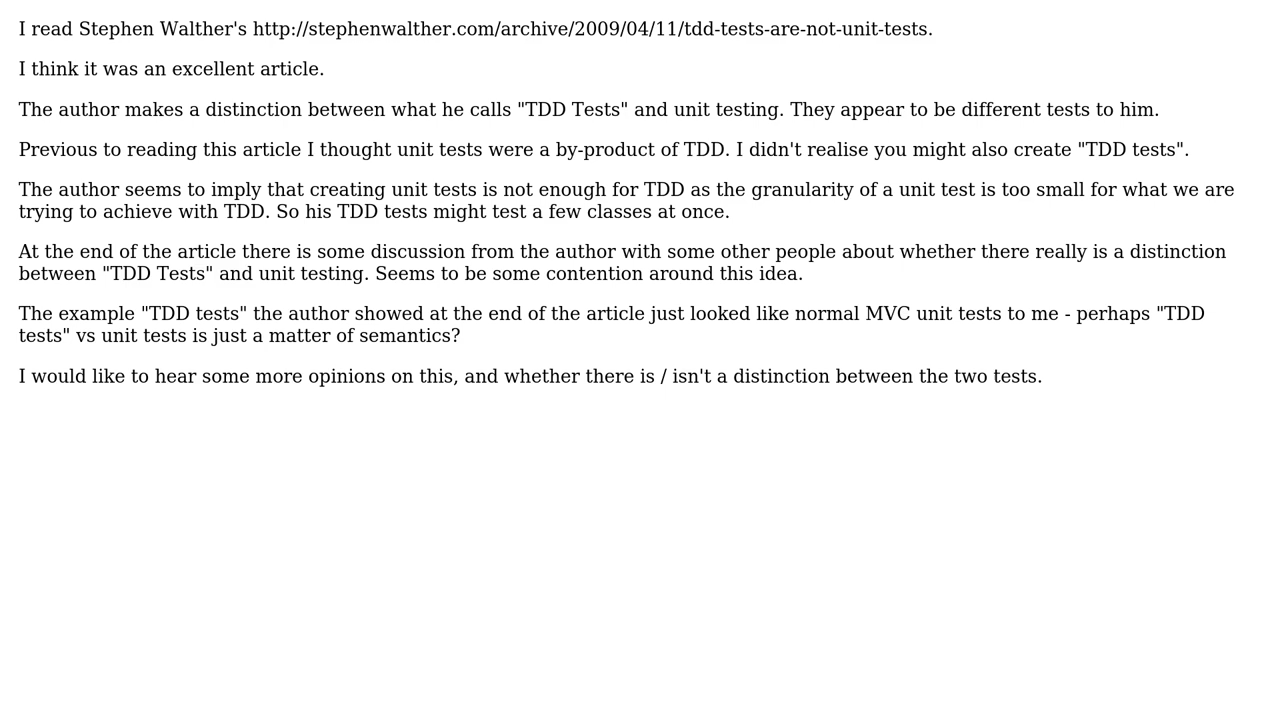 I read Stephen Walther's http://stephenwalther.com/archive/2009/04/11/tdd-tests-are-not-unit-tests.
I think it was an excellent article.
The author makes a distinction between what he calls "TDD Tests" and unit testing. They appear to be different tests to him.
Previous to reading this article I thought unit tests were a by-product of TDD. I didn't realise you might also create "TDD tests".
The author seems to imply that creating unit tests is not enough for TDD as the granularity of a unit test is too small for what we are
trying to achieve with TDD. So his TDD tests might test a few classes at once.
At the end of the article there is some discussion from the author with some other people about whether there really is a distinction
between "TDD Tests" and unit testing. Seems to be some contention around this idea.
The example "TDD tests" the author showed at the end of the article just looked like normal MVC unit tests to me - perhaps "TDD
tests" vs unit tests is just a matter of semantics?
I would like to hear some more opinions on this, and whether there is / isn't a distinction between the two tests.